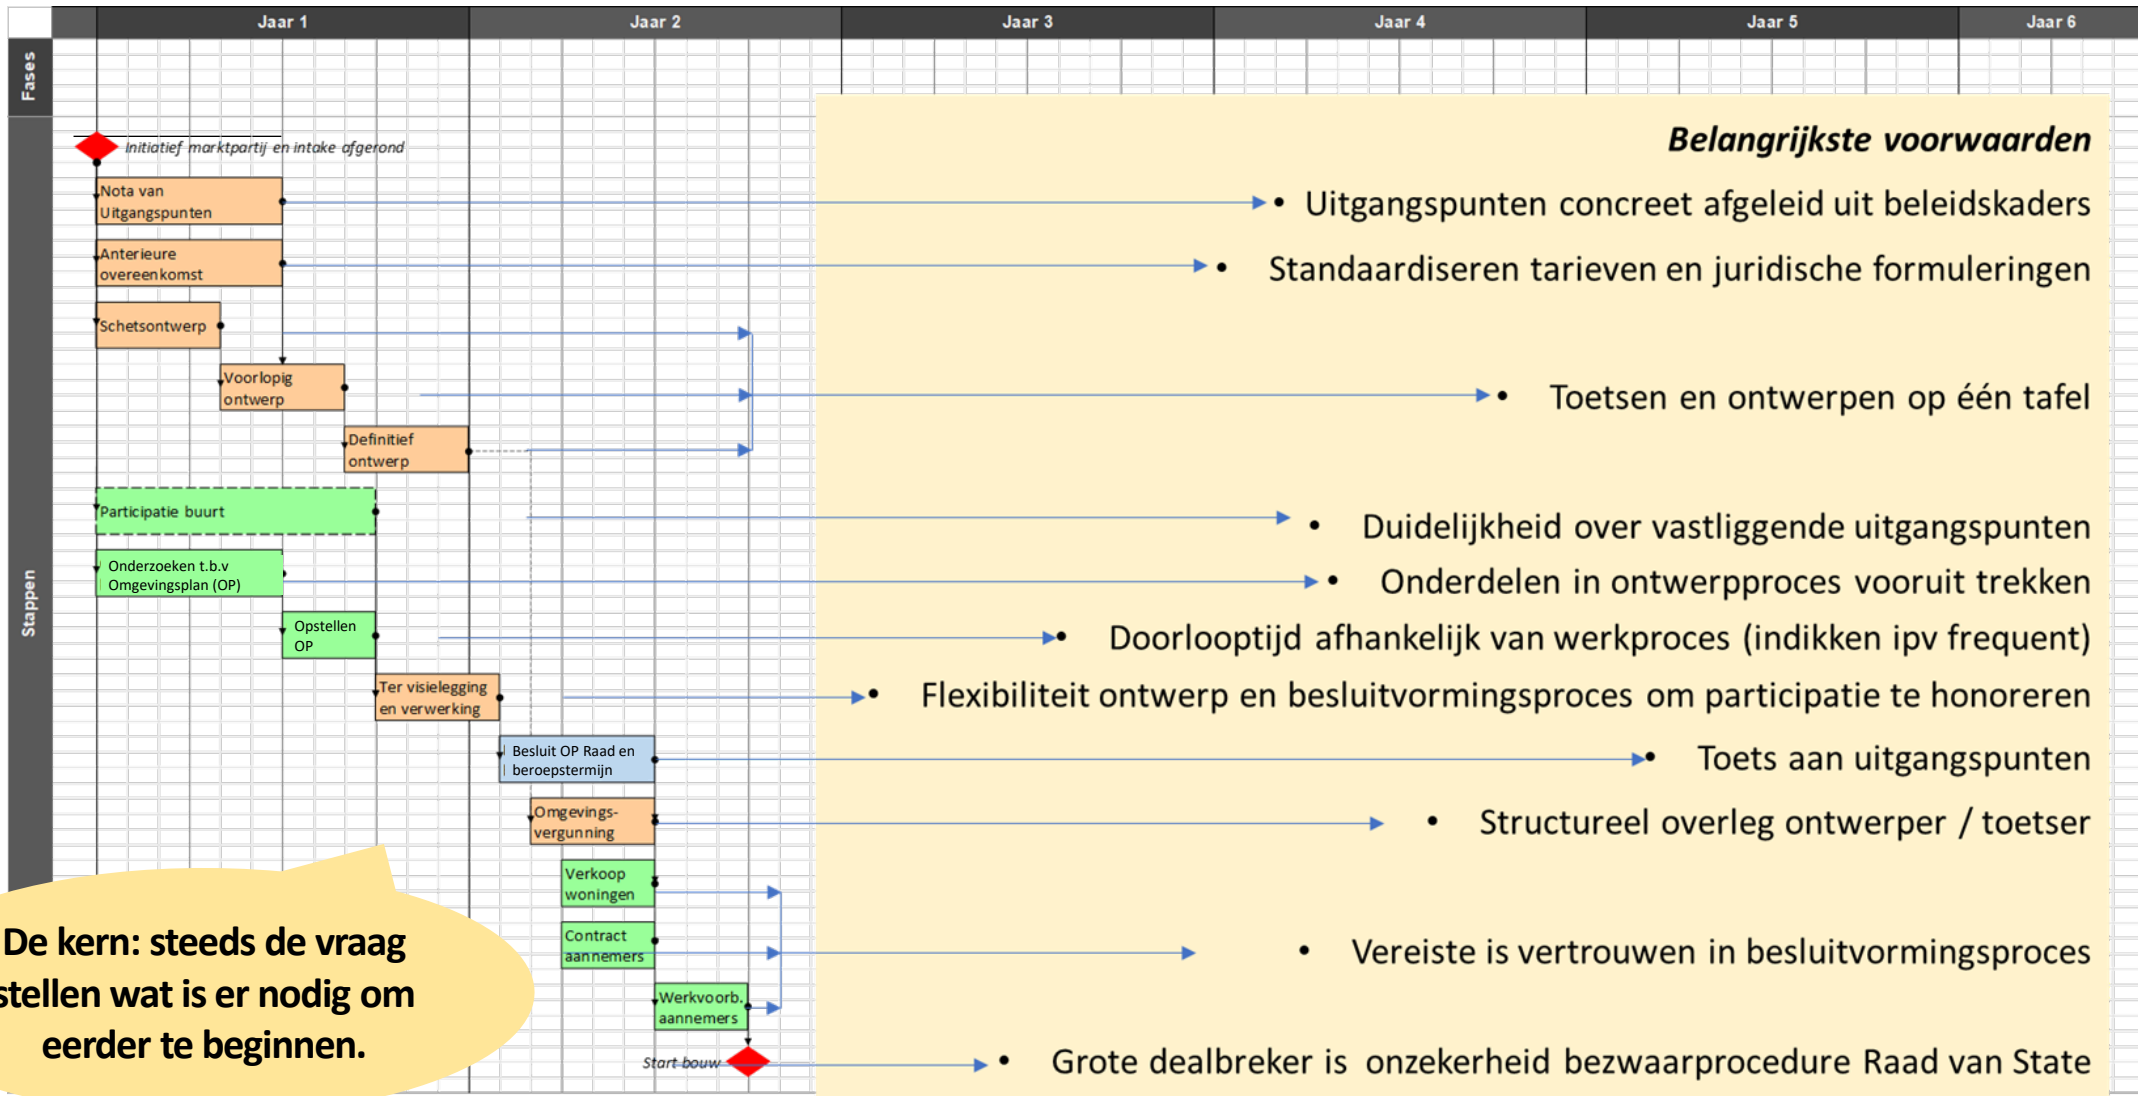 Jaar 1 Jaar 2 Jaar 3 Jaar 4 Jaar 5 Jaar 6
Fases
Stappen
Initiatief marktpartij en intake afgerond
Belangrijkste voorwaarden
Nota van
Uitgangspunten
• Uitgangspunten concreet afgeleid uit beleidskaders
Anterieure
overeenkomst
• Standaardiseren tarieven en juridische formuleringen
Schetsontwerp
Voorlopig
ontwerp
• Toetsen en ontwerpen op één tafel
Definitief
ontwerp
Participatie buurt
• Duidelijkheid over vastliggende uitgangspunten
Onderzoeken t.b.v
Omgevingsplan (OP)
• Onderdelen in ontwerpproces vooruit trekken
Opstellen
OP
• Doorlooptijd afhankelijk van werkproces (indikken ipv frequent)
Ter visielegging
en verwerking
• Flexibiliteit ontwerp en besluitvormingsproces om participatie te honoreren
Besluit OP Raad en
beroepstermijn
• Toets aan uitgangspunten
Omgevings-
vergunning
• Structureel overleg ontwerper / toetser
Verkoop
woningen
Contract
aannemers
• Vereiste is vertrouwen in besluitvormingsproces
Werkvoorb.
aannemers
Start bouw
• Grote dealbreker is onzekerheid bezwaarprocedure Raad van State
De kern: steeds de vraag
stellen wat is er nodig om
eerder te beginnen.